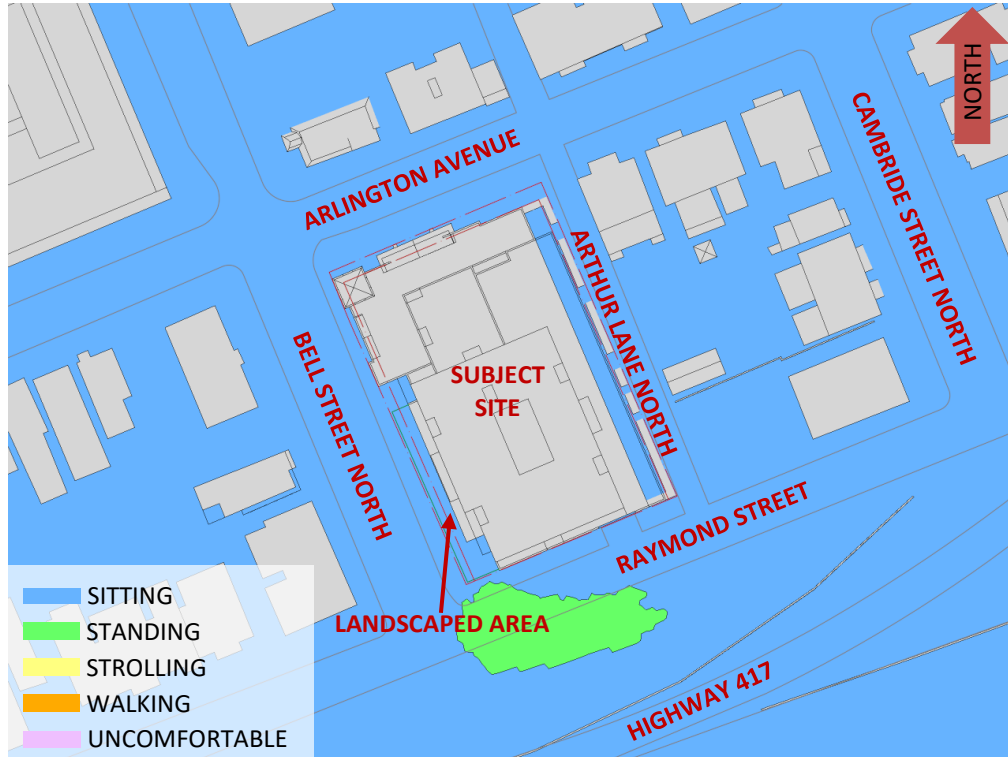 NORTH
ARLINGTON AVENUE
CAMBRIDE STREET NORTH
ARTHUR LANE NORTH
BELL STREET NORTH
SUBJECT
SITE
RAYMOND STREET
LANDSCAPED AREA
HIGHWAY 417
SITTING
STANDING
STROLLING
WALKING
UNCOMFORTABLE